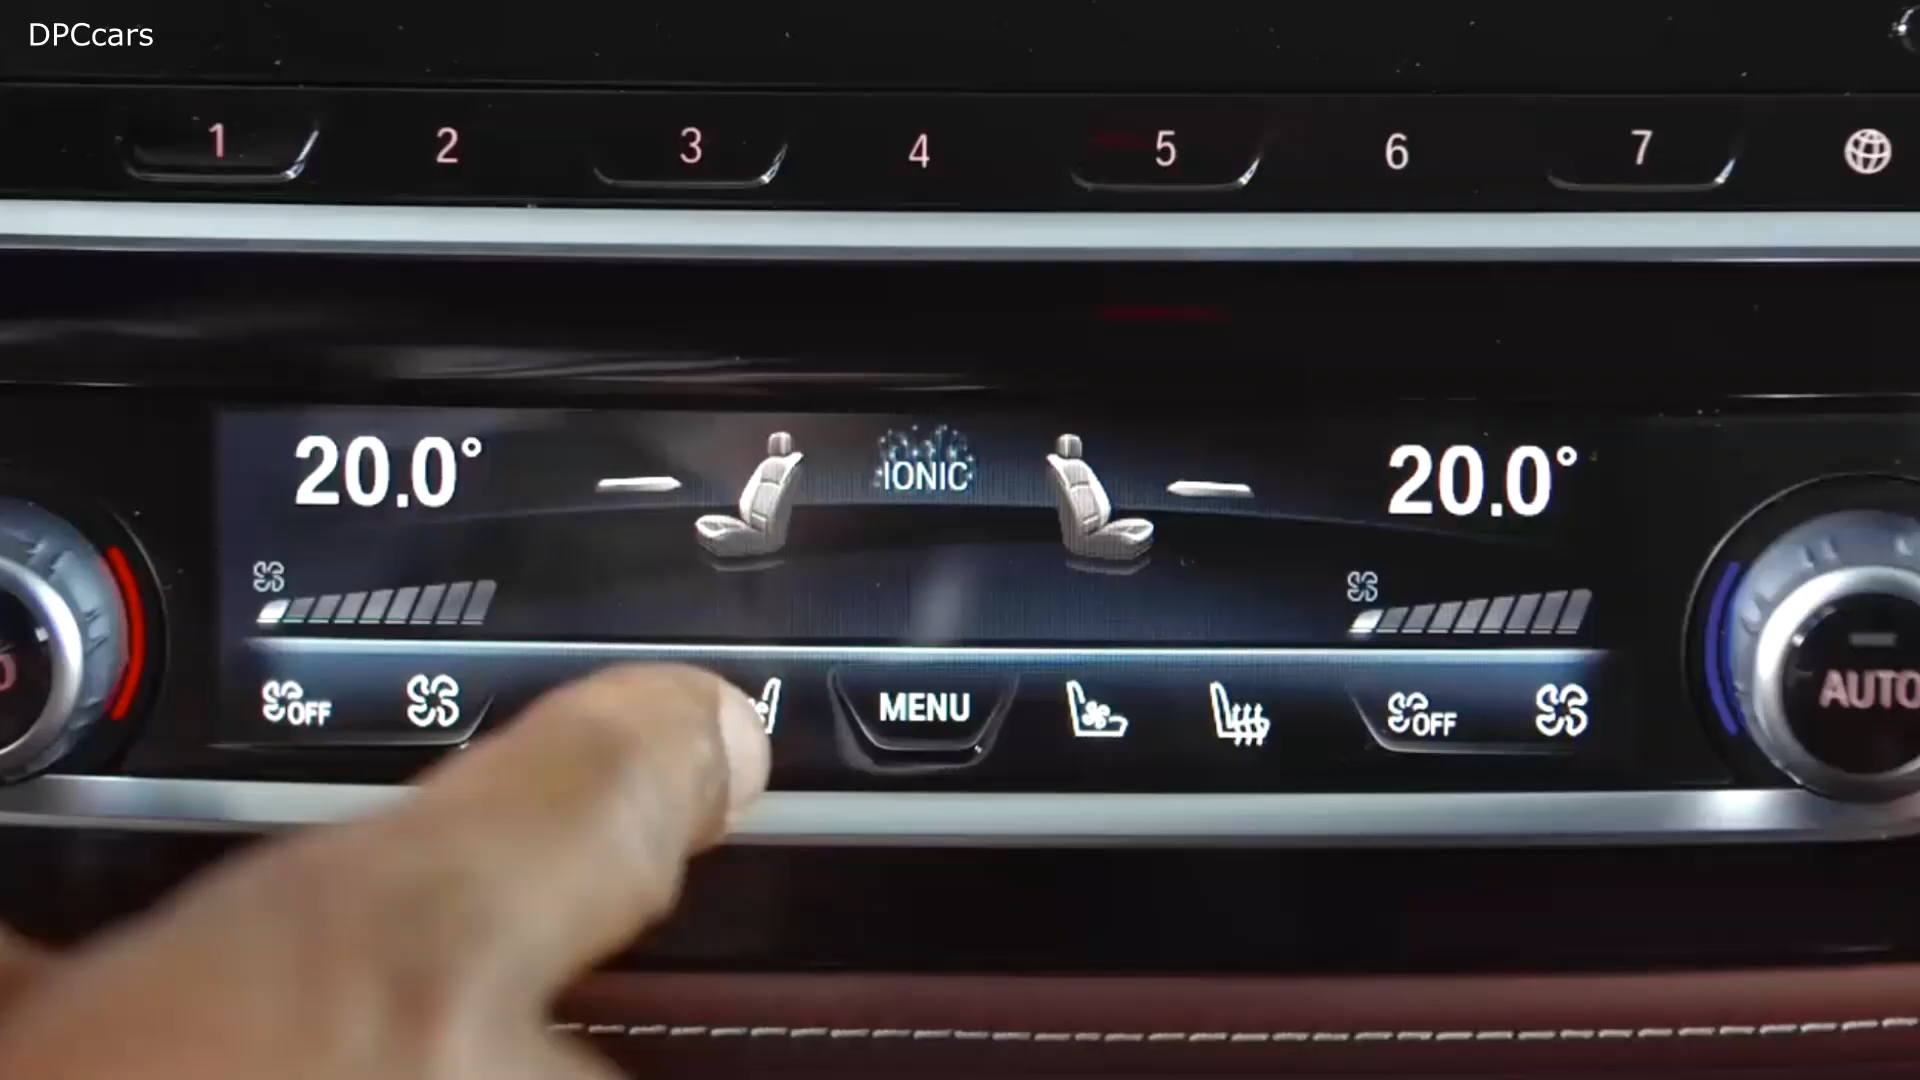 DPCcars
1 2 3 4 5 6 7
20.0° IONIC 20.0°
OFF MENU OFF
AUTO